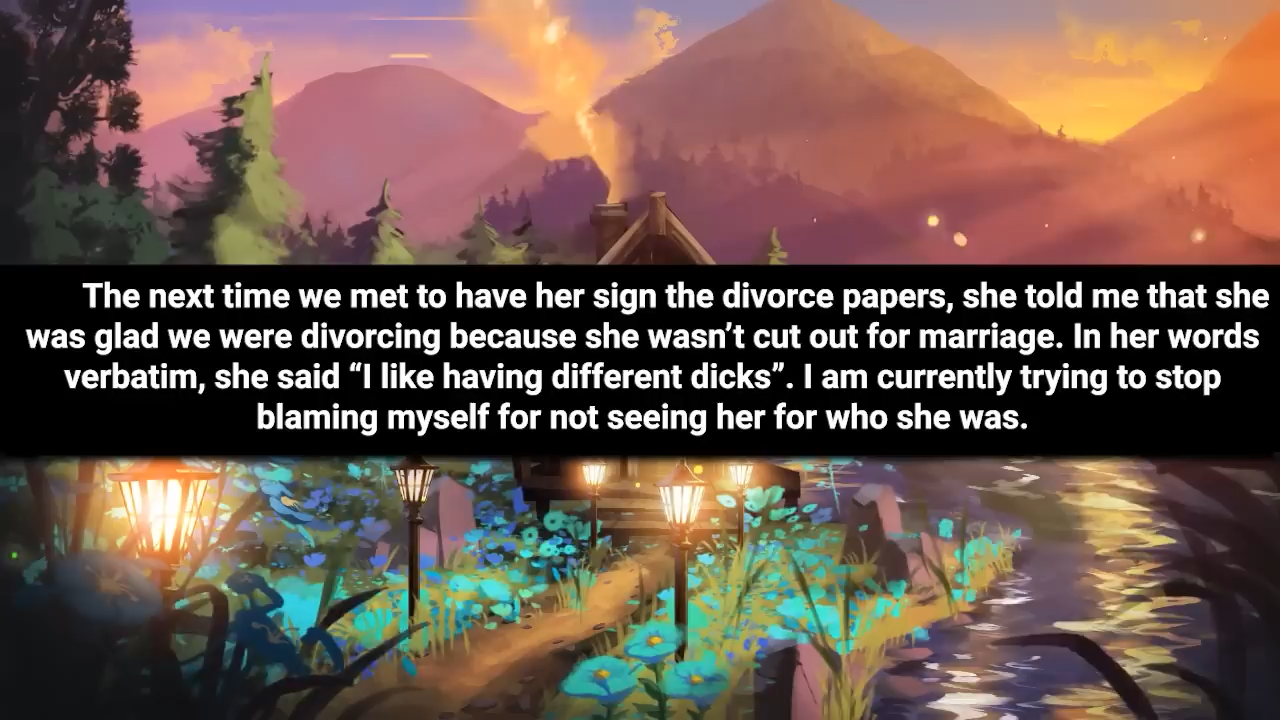 The next time we met to have her sign the divorce papers, she told me that she
was glad we were divorcing because she wasn’t cut out for marriage. In her words
verbatim, she said “I like having different dicks”. I am currently trying to stop
blaming myself for not seeing her for who she was.